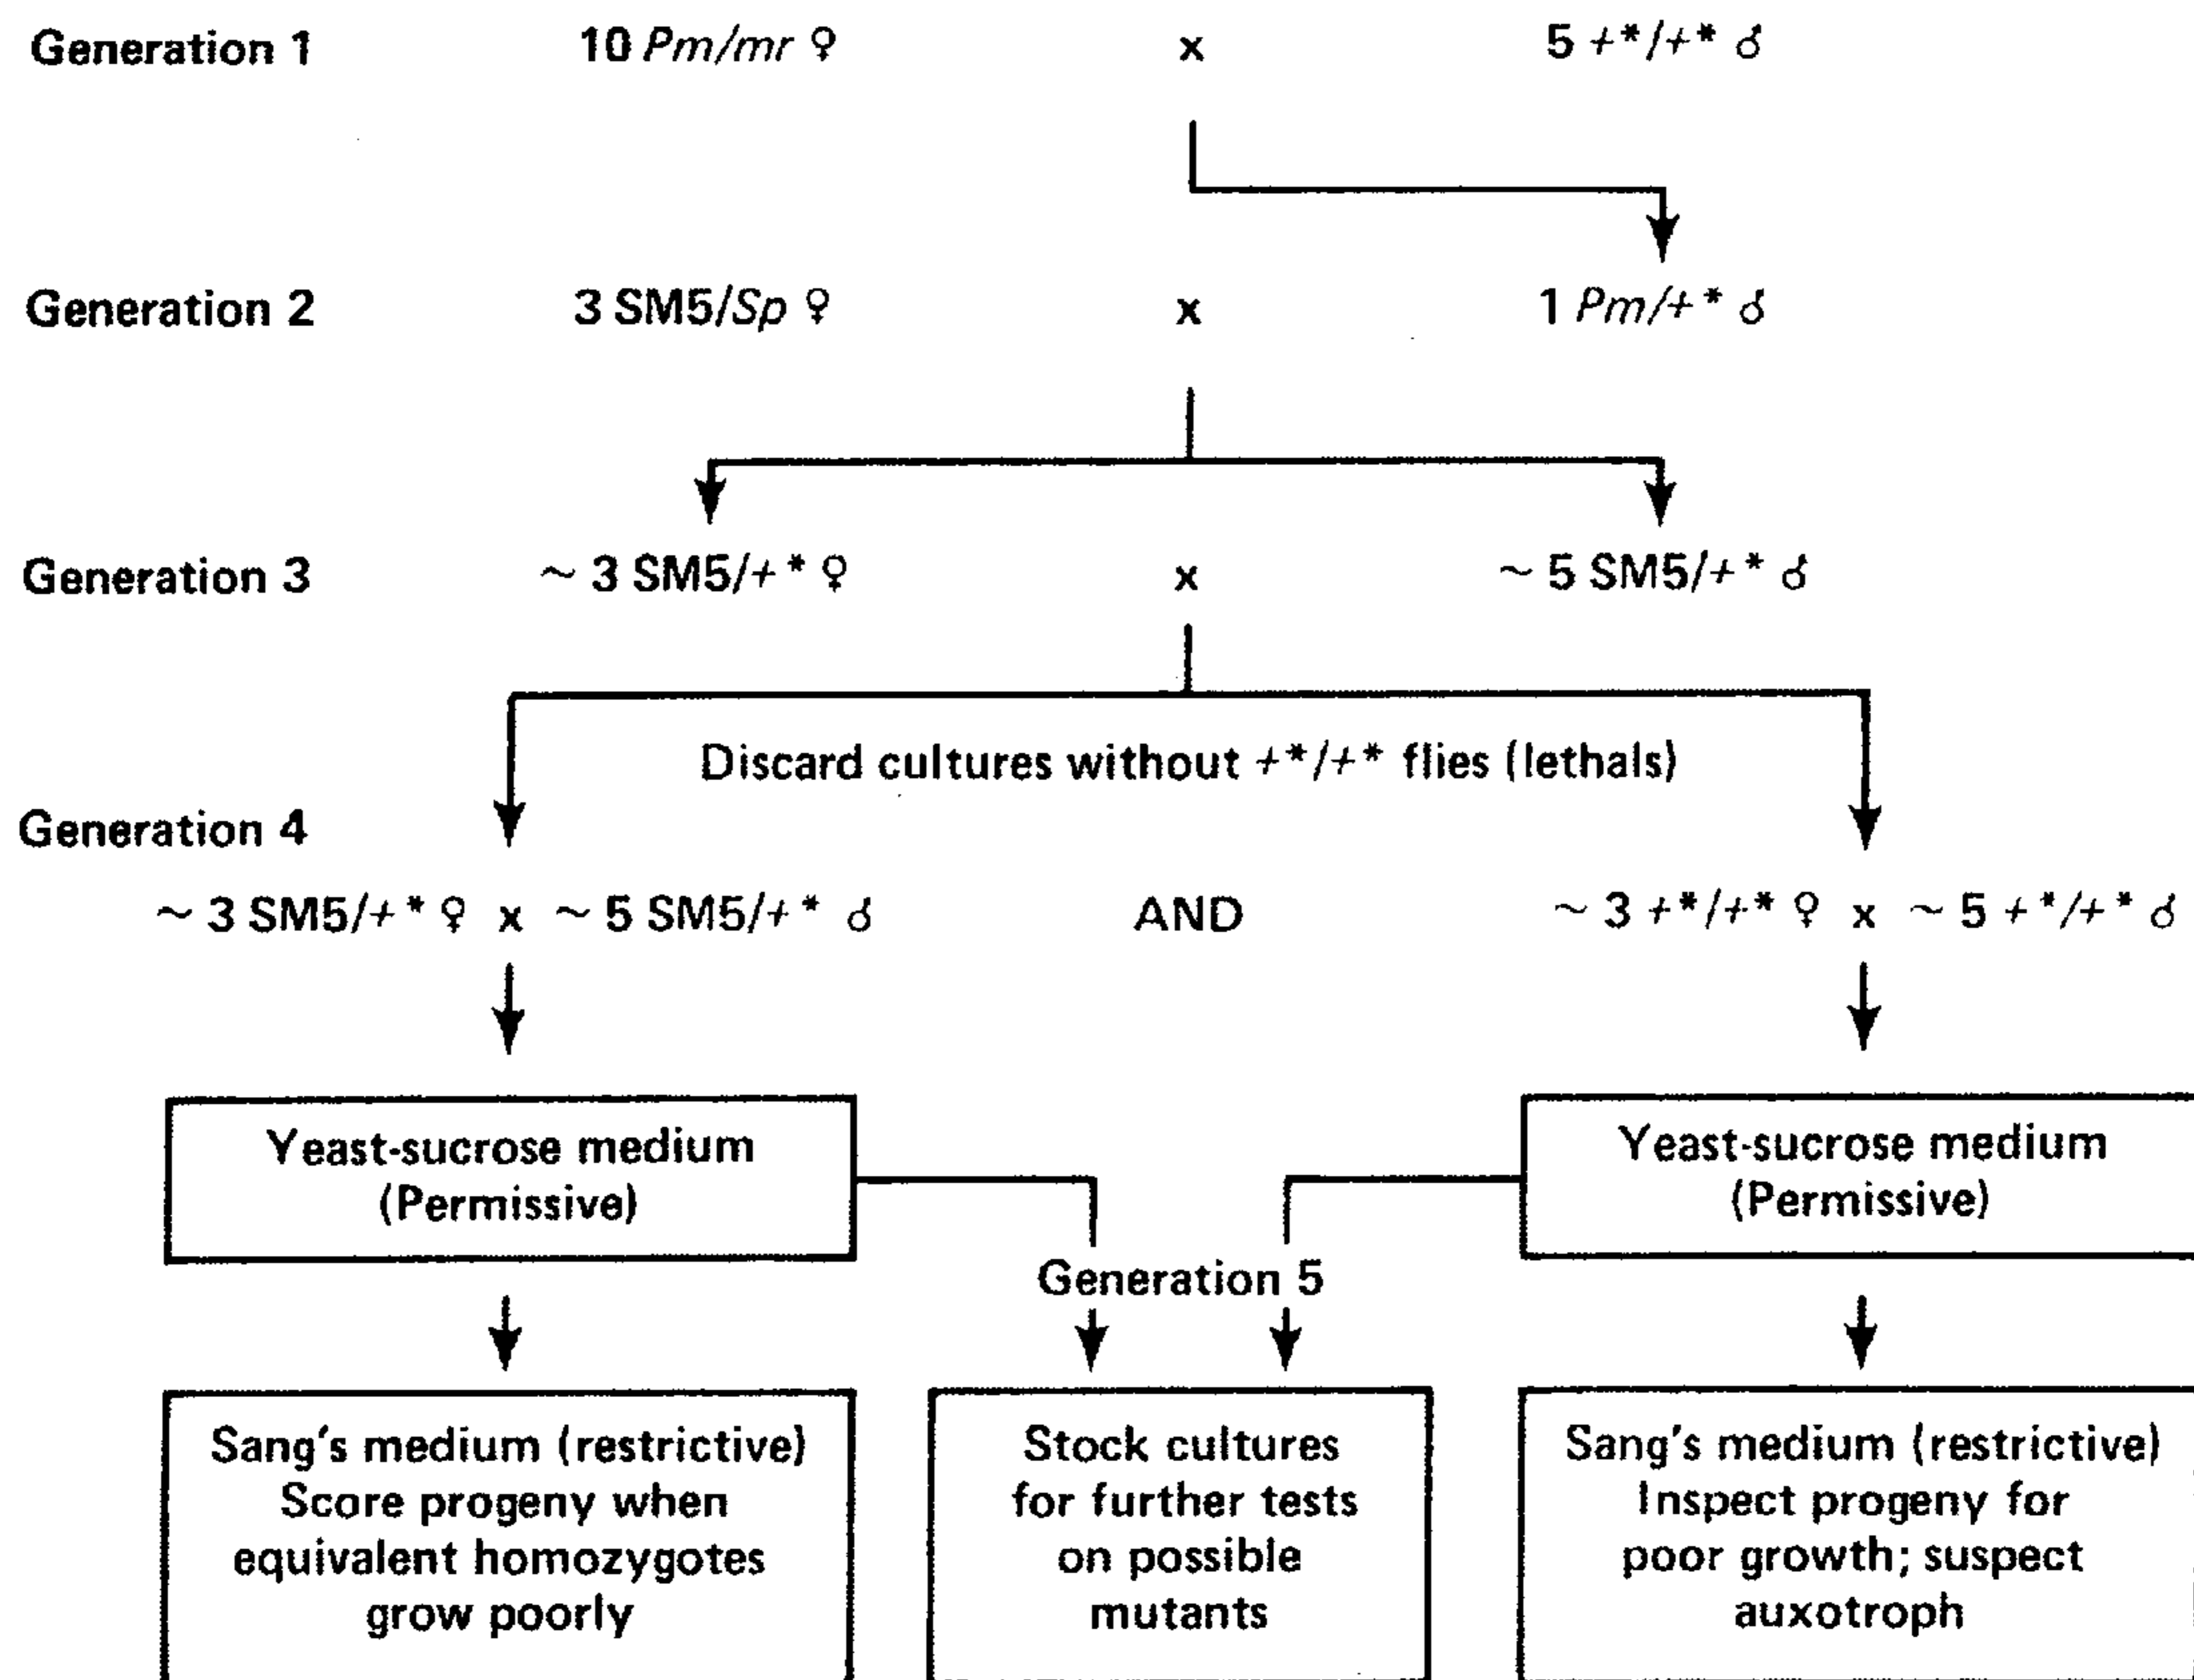 Generation 1 10 Pm/mr ♀ x 5 +*/+* ♂
Generation 2 3 SM5/Sp ♀ x 1 Pm/+* ♂
Generation 3 ~ 3 SM5/+* ♀ x ~ 5 SM5/+* ♂
Discard cultures without +*/+* flies (lethals)
Generation 4
~ 3 SM5/+* ♀ x ~ 5 SM5/+* ♂ AND ~ 3 +*/+* ♀ x ~ 5 +*/+* ♂
Yeast-sucrose medium
(Permissive)
Yeast-sucrose medium
(Permissive)
Generation 5
Sang's medium (restrictive)
Score progeny when
equivalent homozygotes
grow poorly
Stock cultures
for further tests
on possible
mutants
Sang's medium (restrictive)
Inspect progeny for
poor growth; suspect
auxotroph